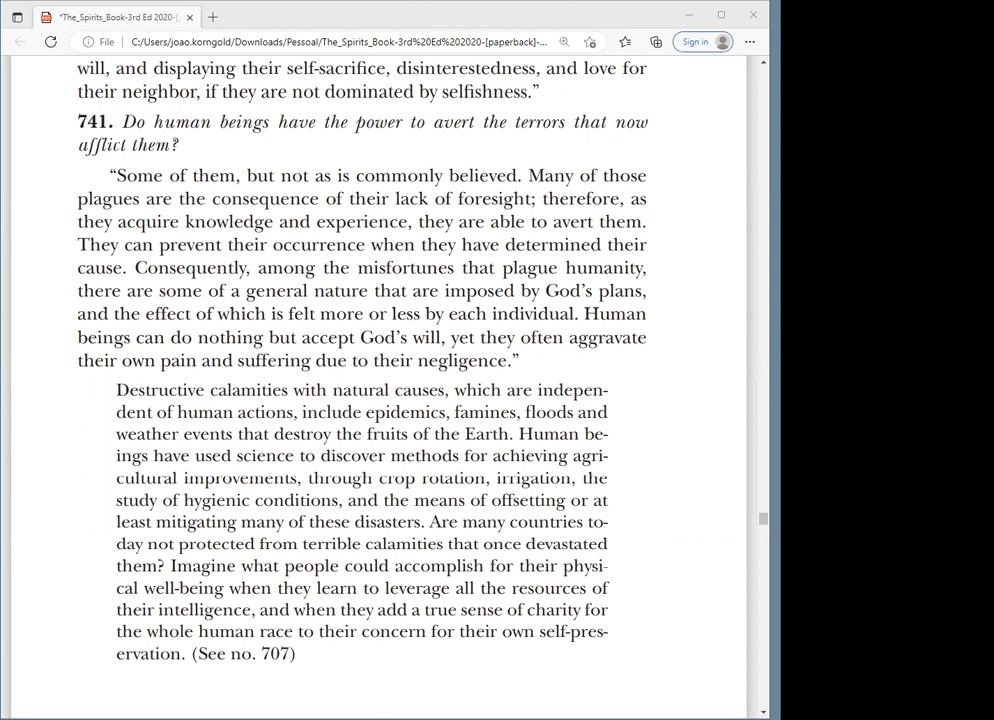 *The_Spirits_Book-3rd Ed 2020-[
File
C:/Users/joao.korngold/Downloads/Pessoal/The_Spirits_Book-3rd%20Ed%202020-[paperback]-...
Sign in
will, and displaying their self-sacrifice, disinterestedness, and love for
their neighbor, if they are not dominated by selfishness.”
741. Do human beings have the power to avert the terrors that now
afflict them?
“Some of them, but not as is commonly believed. Many of those
plagues are the consequence of their lack of foresight; therefore, as
they acquire knowledge and experience, they are able to avert them.
They can prevent their occurrence when they have determined their
cause. Consequently, among the misfortunes that plague humanity,
there are some of a general nature that are imposed by God’s plans,
and the effect of which is felt more or less by each individual. Human
beings can do nothing but accept God’s will, yet they often aggravate
their own pain and suffering due to their negligence.”
Destructive calamities with natural causes, which are indepen-
dent of human actions, include epidemics, famines, floods and
weather events that destroy the fruits of the Earth. Human be-
ings have used science to discover methods for achieving agri-
cultural improvements, through crop rotation, irrigation, the
study of hygienic conditions, and the means of offsetting or at
least mitigating many of these disasters. Are many countries to-
day not protected from terrible calamities that once devastated
them? Imagine what people could accomplish for their physi-
cal well-being when they learn to leverage all the resources of
their intelligence, and when they add a true sense of charity for
the whole human race to their concern for their own self-pres-
ervation. (See no. 707)